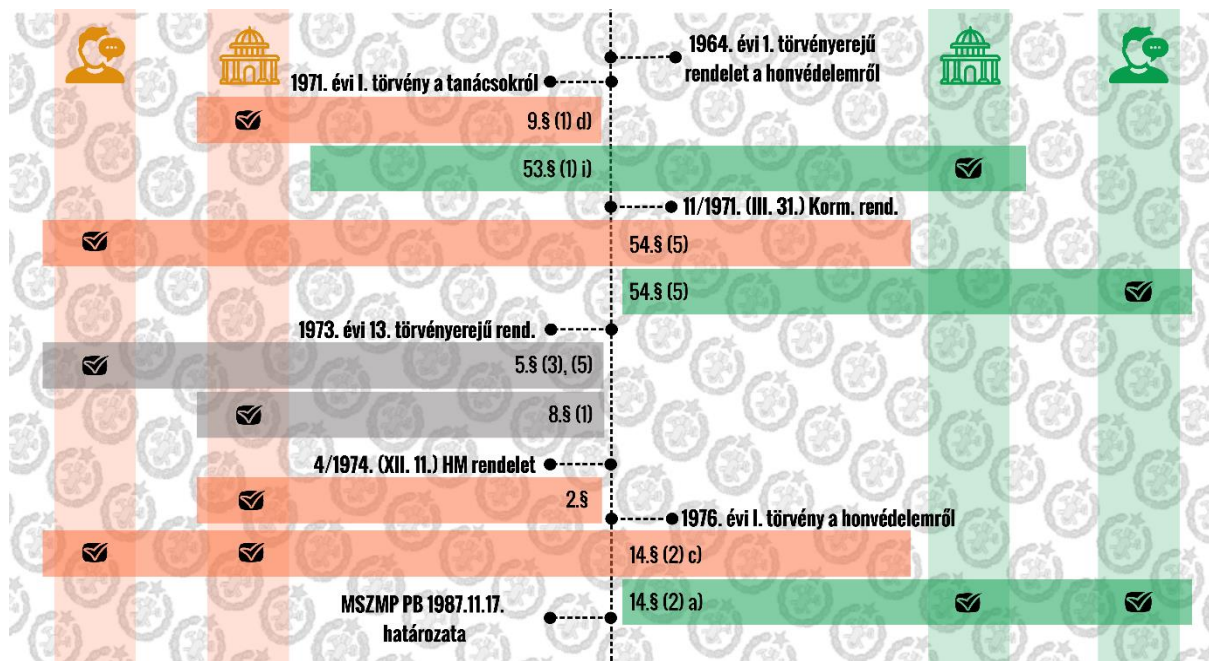 1964. évi 1. törvényerejű
rendelet a honvédelemről
1971. évi I. törvény a tanácsokról
9.§ (1) d)
53.§ (1) i)
11/1971. (III. 31.) Korm. rend.
54.§ (5)
54.§ (5)
1973. évi 13. törvényerejű rend.
5.§ (3), (5)
8.§ (1)
4/1974. (XII. 11.) HM rendelet
2.§
1976. évi I. törvény a honvédelemről
14.§ (2) c)
14.§ (2) a)
MSZMP PB 1987.11.17.
határozata